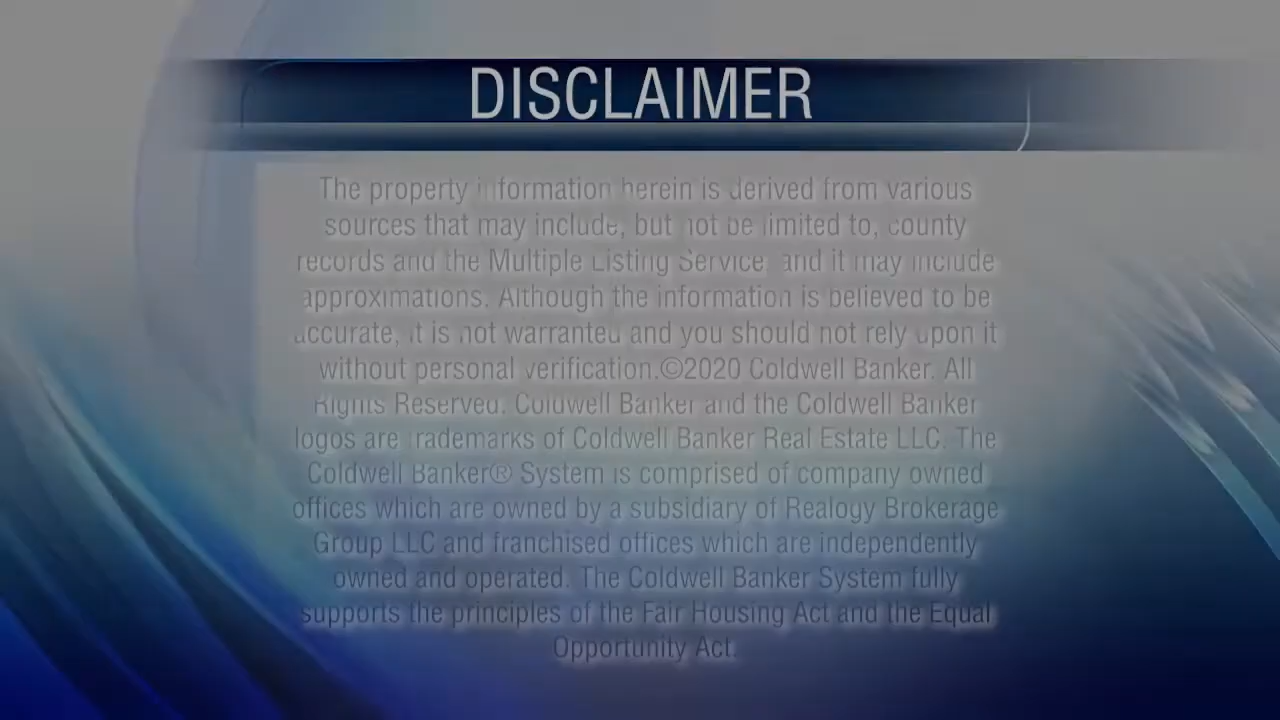 DISCLAIMER
The property information herein is derived from various
sources that may include, but not be limited to, county
records and the Multiple Listing Service, and it may include
approximations. Although the information is believed to be
accurate, it is not warranted and you should not rely upon it
without personal verification.©2020 Coldwell Banker. All
Rights Reserved. Coldwell Banker and the Coldwell Banker
logos are trademarks of Coldwell Banker Real Estate LLC. The
Coldwell Banker® System is comprised of company owned
offices which are owned by a subsidiary of Realogy Brokerage
Group LLC and franchised offices which are independently
owned and operated. The Coldwell Banker System fully
supports the principles of the Fair Housing Act and the Equal
Opportunity Act.